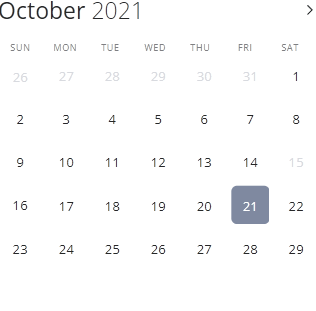 October 2021
SUN MON TUE WED THU FRI SAT
26 27 28 29 30 31 1
2 3 4 5 6 7 8
9 10 11 12 13 14 15
16 17 18 19 20 21 22
23 24 25 26 27 28 29